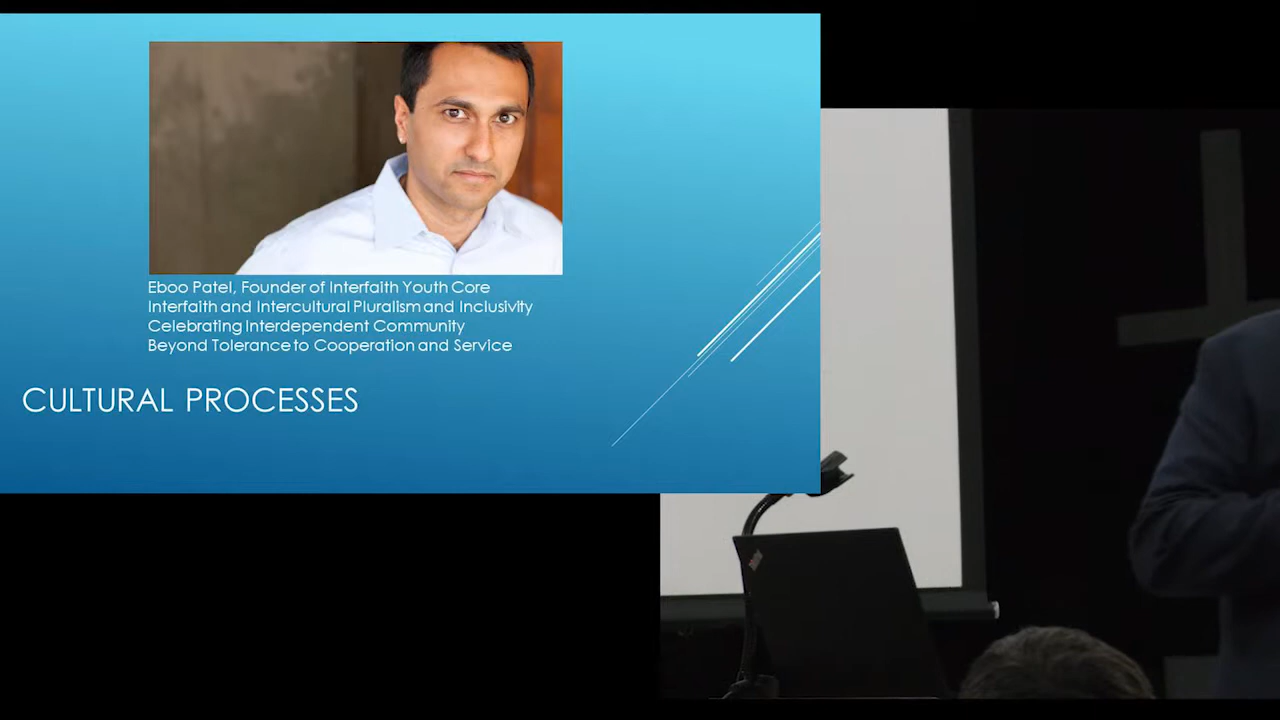 Eboo Patel, Founder of Interfaith Youth Core
Interfaith and Intercultural Pluralism and Inclusivity
Celebrating Interdependent Community
Beyond Tolerance to Cooperation and Service
CULTURAL PROCESSES